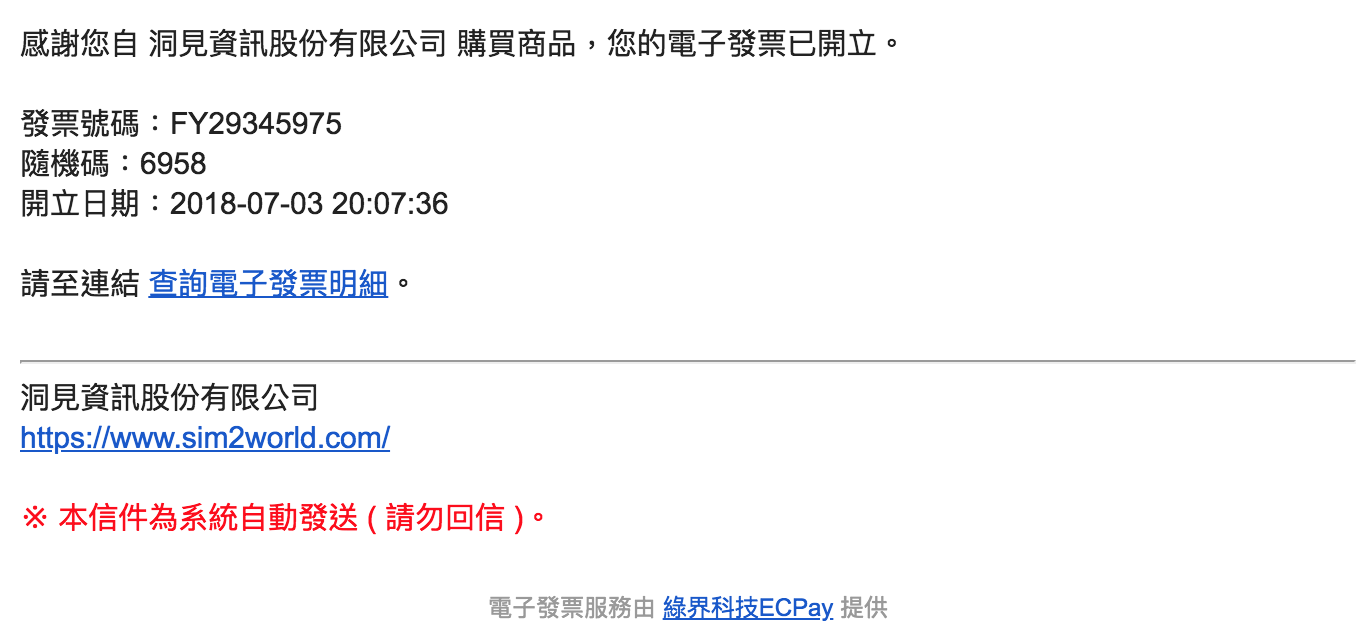 感謝您自 洞見資訊股份有限公司 購買商品，您的電子發票已開立。
發票號碼：FY29345975
隨機碼：6958
開立日期：2018-07-03 20:07:36
請至連結 查詢電子發票明細。
洞見資訊股份有限公司
https://www.sim2world.com/
※ 本信件為系統自動發送 ( 請勿回信 )。
電子發票服務由 綠界科技ECPay 提供